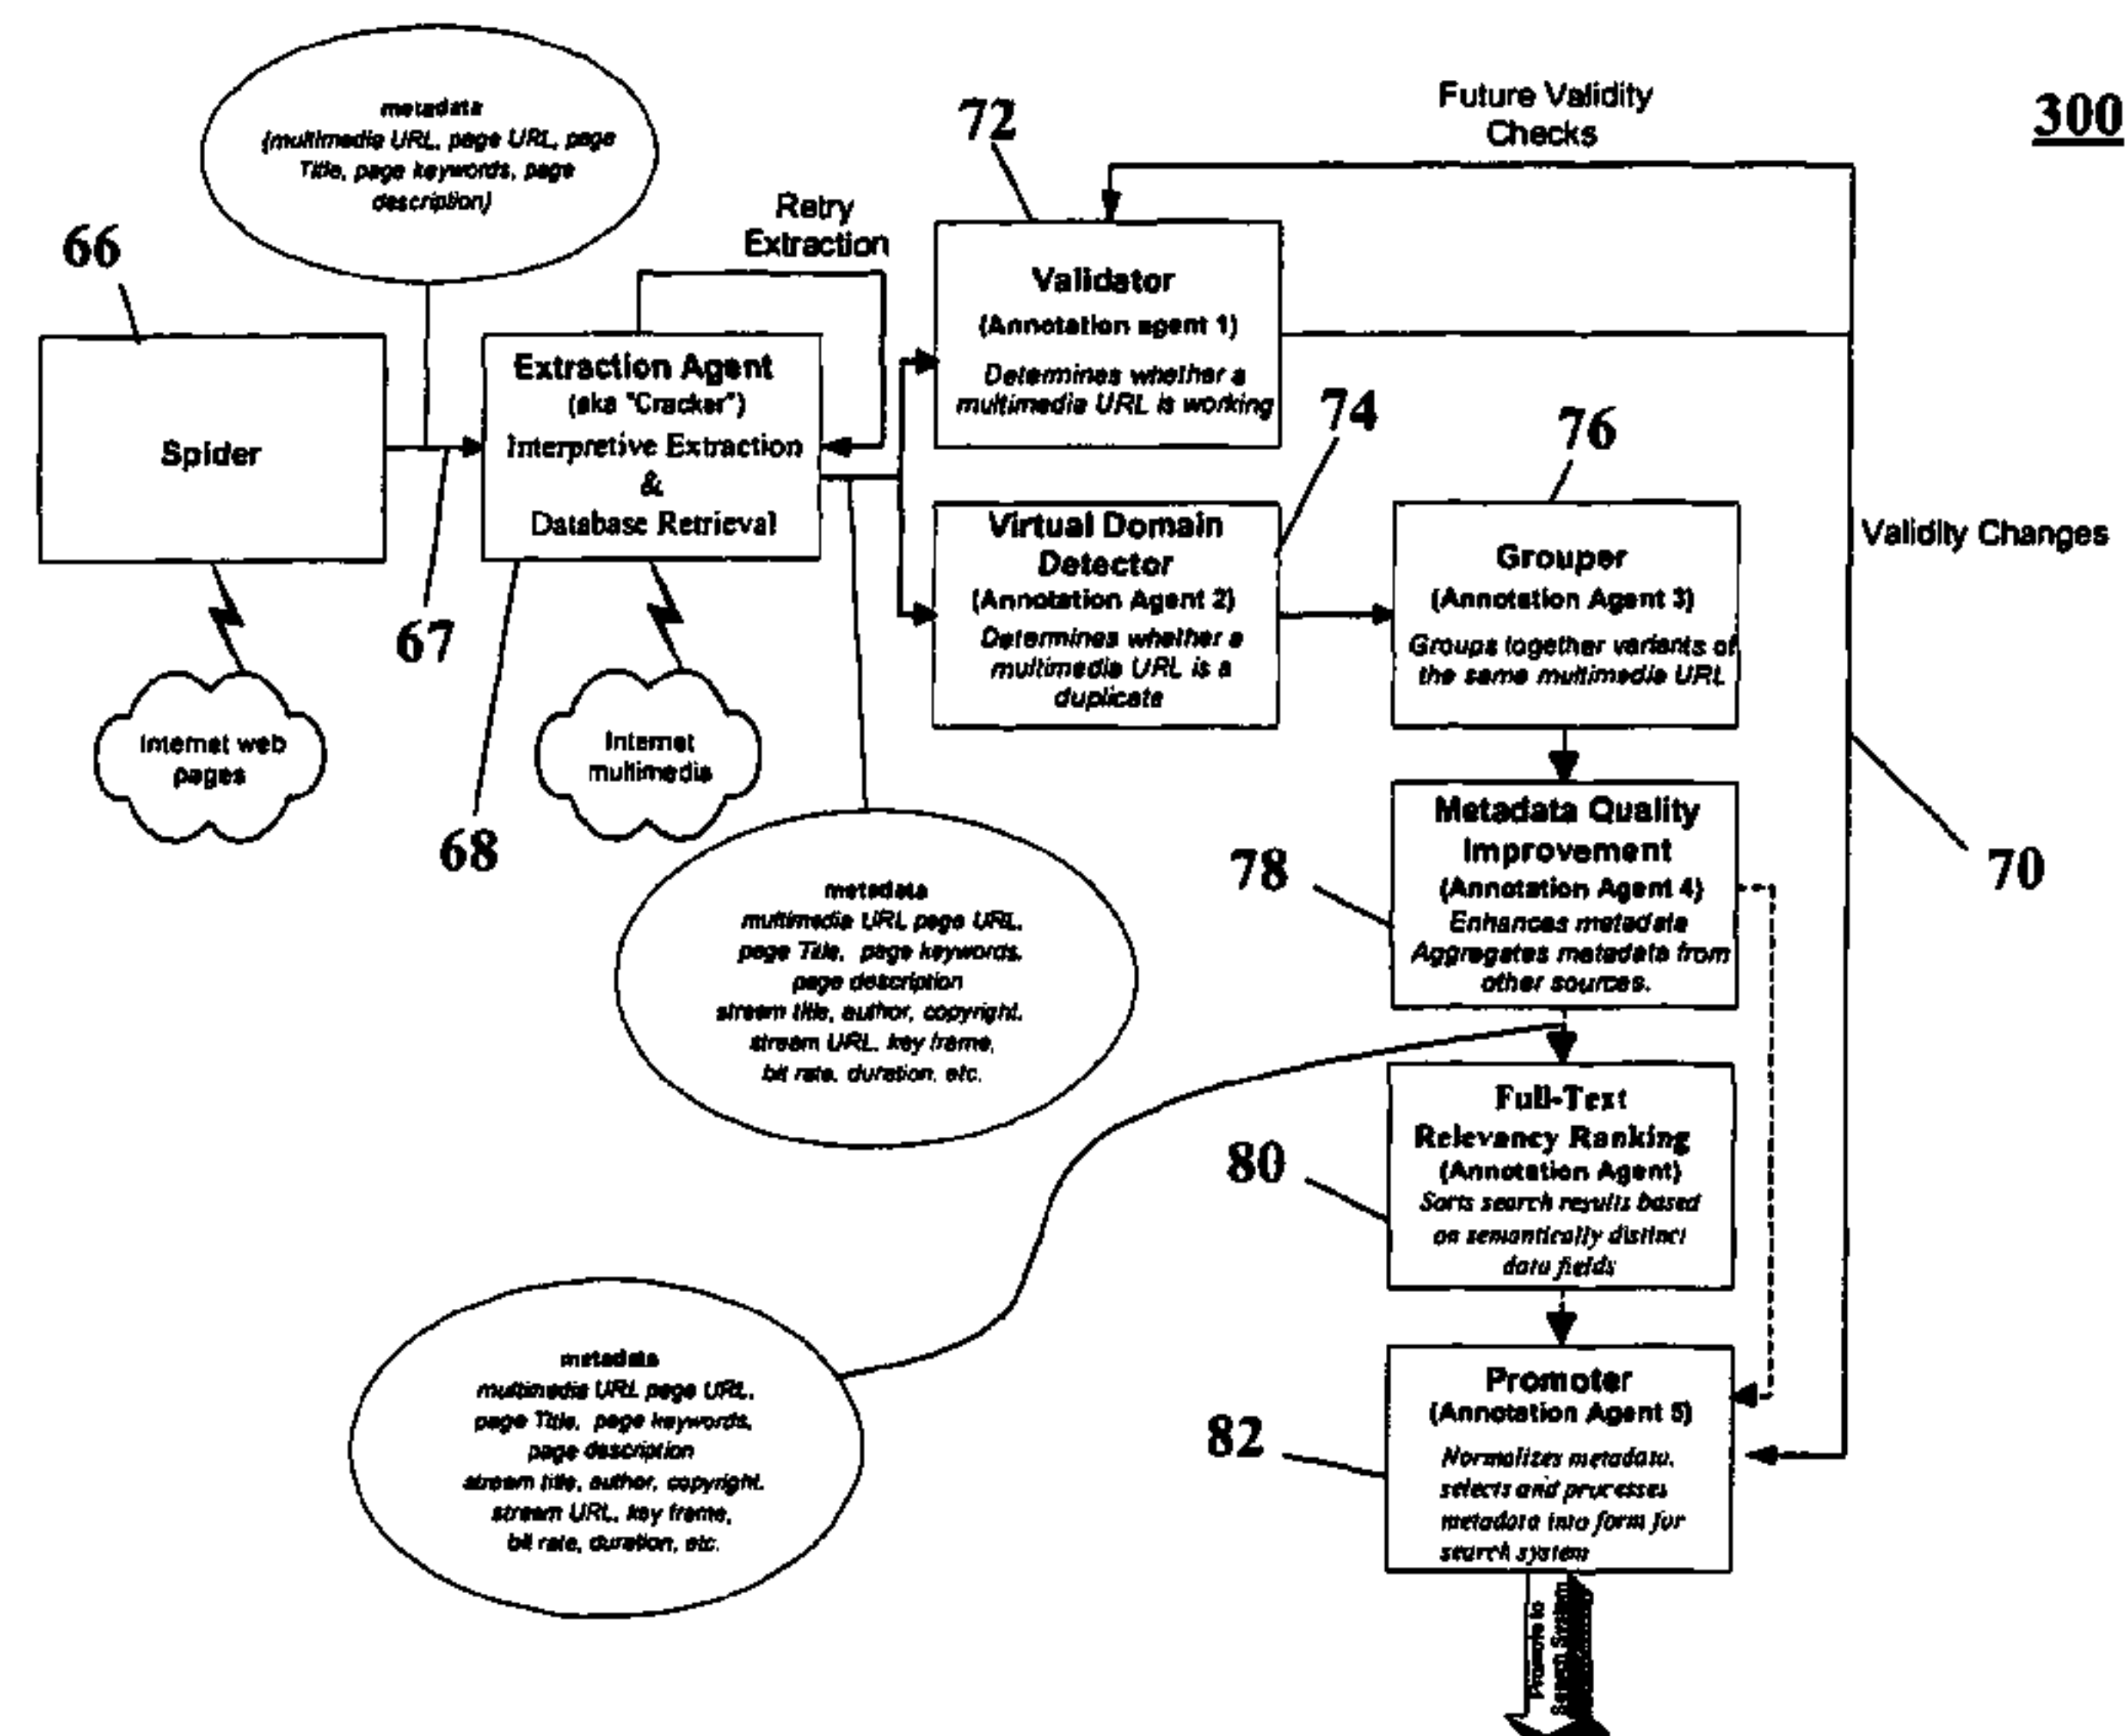 300
metadata
(multimedia URL, page URL, page
Title, page keywords, page
description)
66
Spider
Internet web
pages
67
Retry
Extraction
Extraction Agent
(aka "Cracker")
Interpretive Extraction
&
Database Retrieval
68
Internet
multimedia
metadata
multimedia URL page URL,
page Title, page keywords,
page description
stream title, author, copyright,
stream URL, key frame,
bit rate, duration, etc.
72
Future Validity
Checks
Validator
(Annotation agent 1)
Determines whether a
multimedia URL is working
74
Virtual Domain
Detector
(Annotation Agent 2)
Determines whether a
multimedia URL is a
duplicate
76
Grouper
(Annotation Agent 3)
Groups together variants of
the same multimedia URL
Validity Changes
70
78
Metadata Quality
Improvement
(Annotation Agent 4)
Enhances metadata
Aggregates metadata from
other sources.
80
Full-Text
Relevancy Ranking
(Annotation Agent)
Sorts search results based
on semantically distinct
data fields
metadata
multimedia URL page URL,
page Title, page keywords,
page description
stream title, author, copyright,
stream URL, key frame,
bit rate, duration, etc.
82
Promoter
(Annotation Agent 5)
Normalizes metadata,
selects and processes
metadata into form for
search system
Promote to
Search System